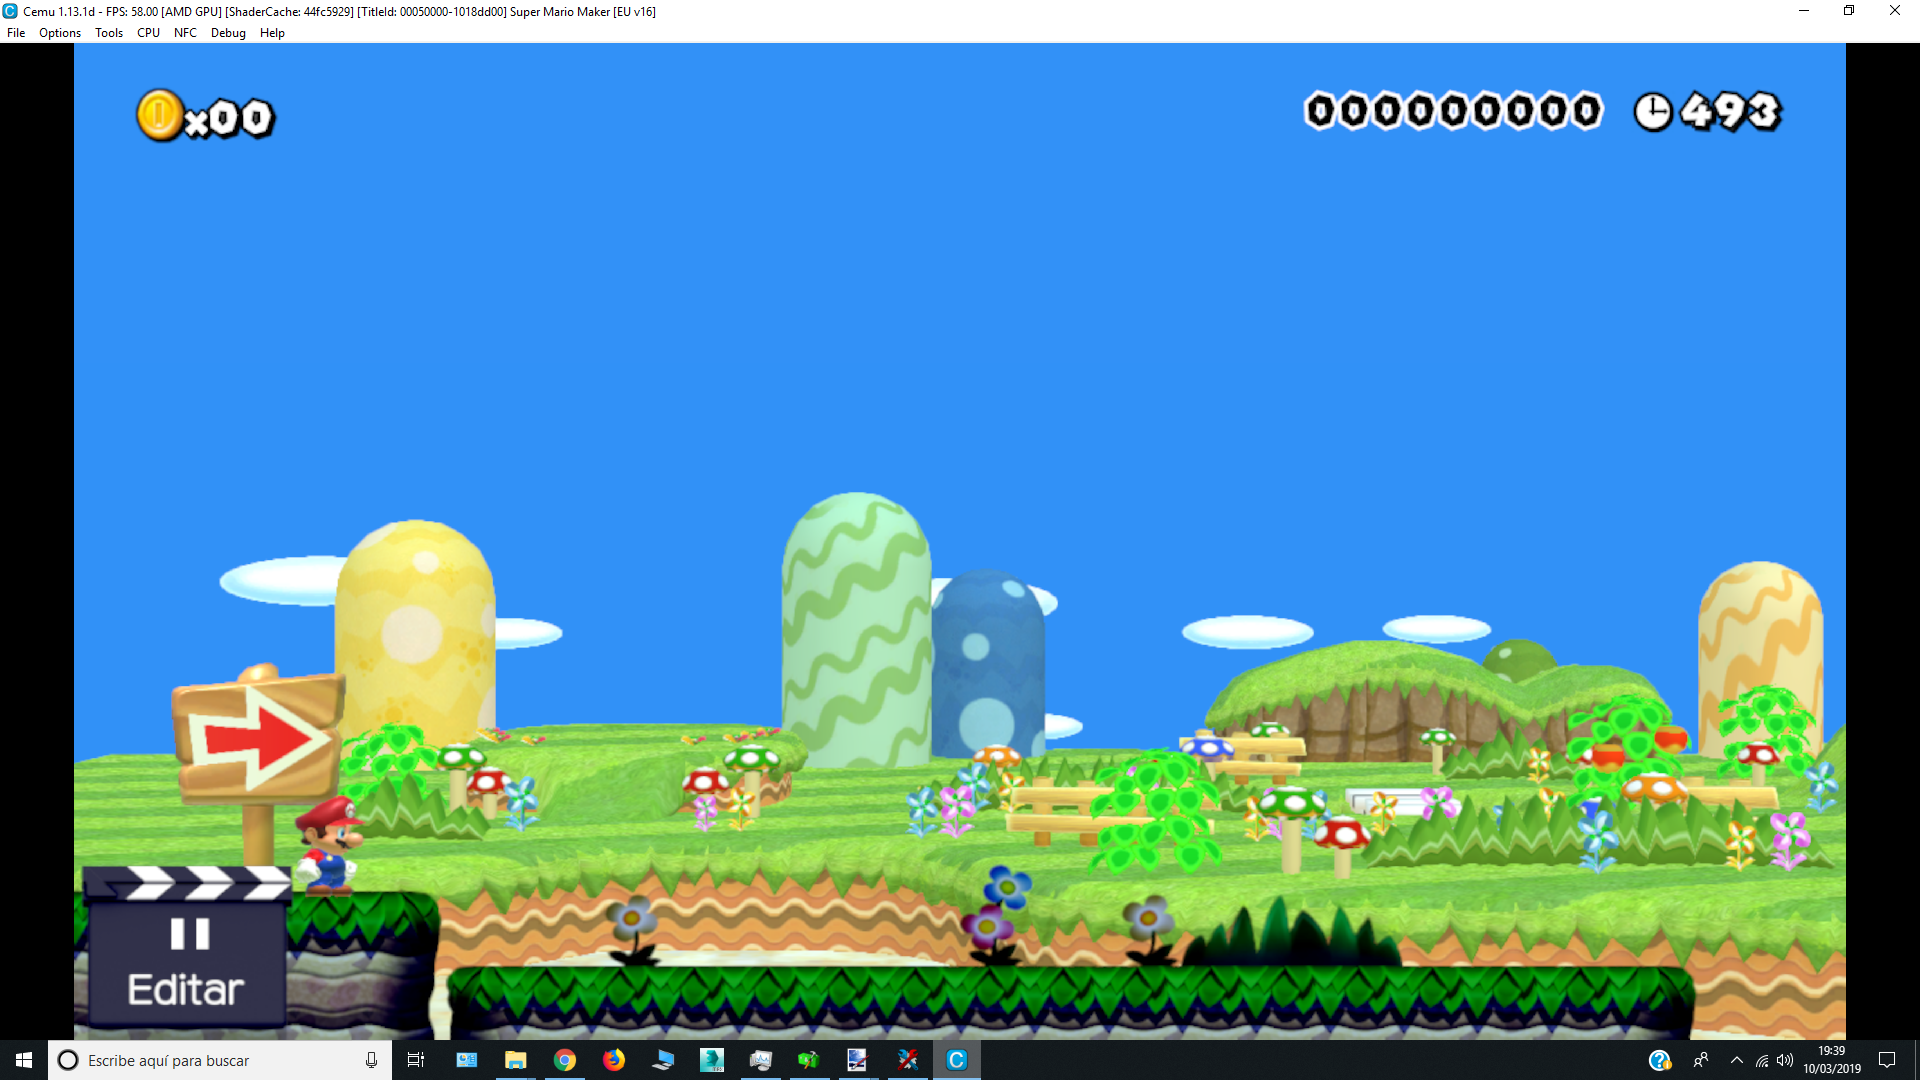 Cemu 1.13.1d - FPS: 58.00 [AMD GPU] [ShaderCache: 44fc5929] [TitleId: 00050000-1018dd00] Super Mario Maker [EU v16]
File Options Tools CPU NFC Debug Help
x00 000000000 493
Editar
Escribe aquí para buscar
19:39
10/03/2019